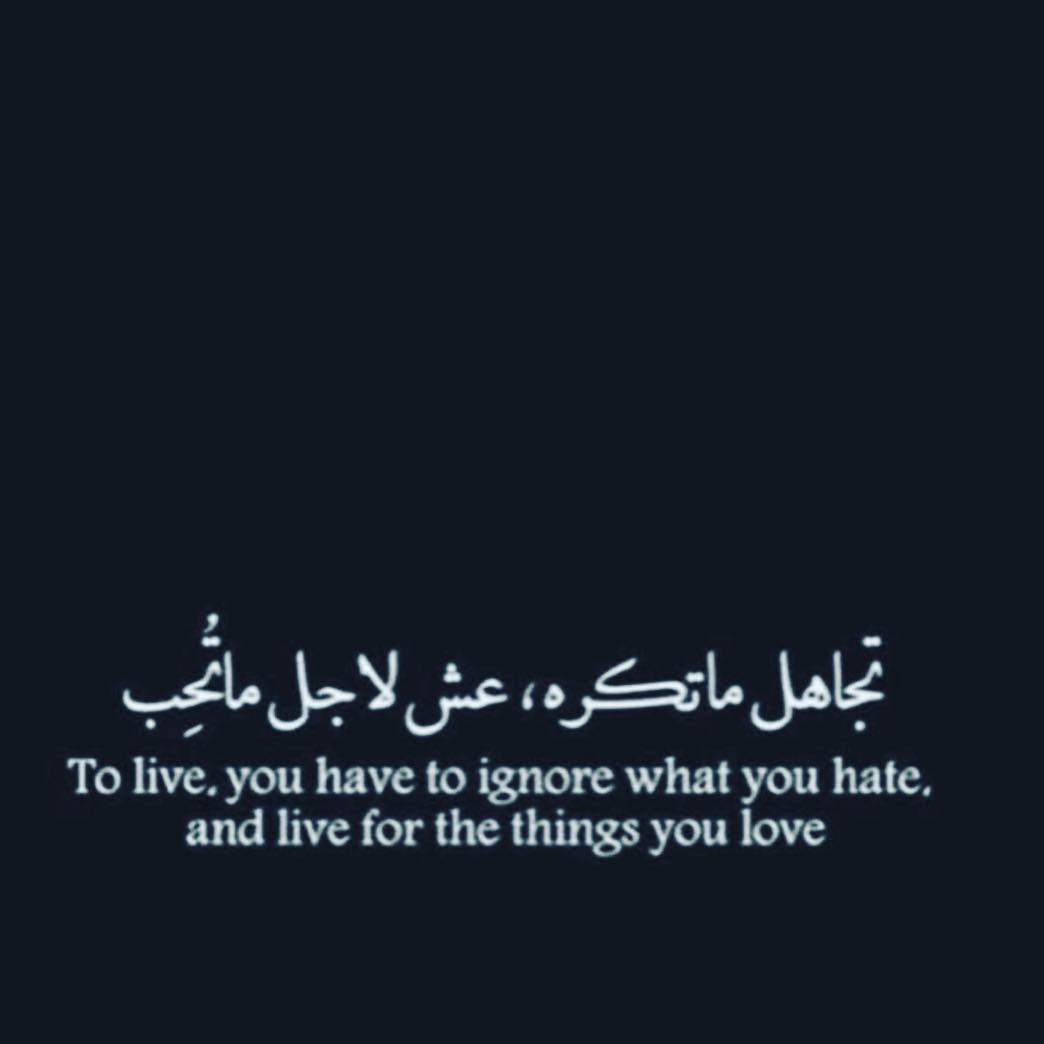 تجاهل ماتكره، عش لاجل ماتُحِب
To live, you have to ignore what you hate,
and live for the things you love